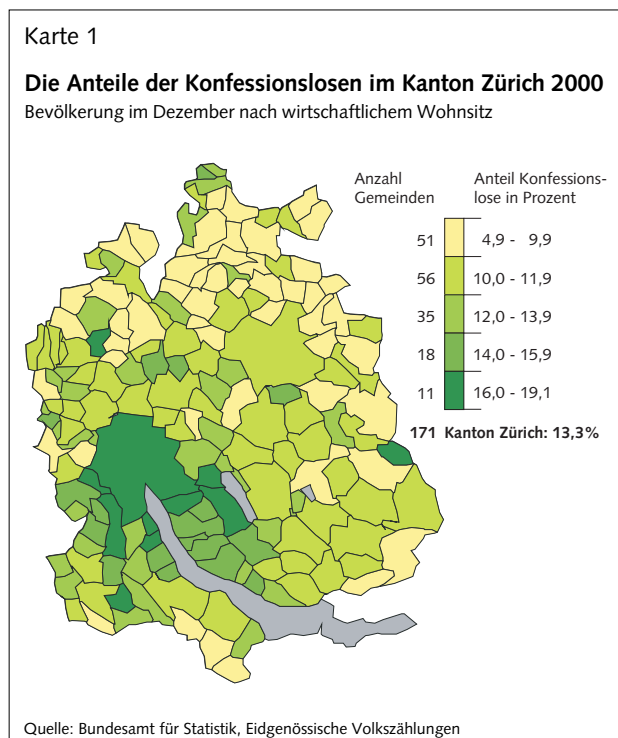 Karte 1
Die Anteile der Konfessionslosen im Kanton Zürich 2000
Bevölkerung im Dezember nach wirtschaftlichem Wohnsitz
Anzahl Gemeinden
Anteil Konfessions-
lose in Prozent
51 4,9 - 9,9
56 10,0 - 11,9
35 12,0 - 13,9
18 14,0 - 15,9
11 16,0 - 19,1
171 Kanton Zürich: 13,3%
Quelle: Bundesamt für Statistik, Eidgenössische Volkszählungen